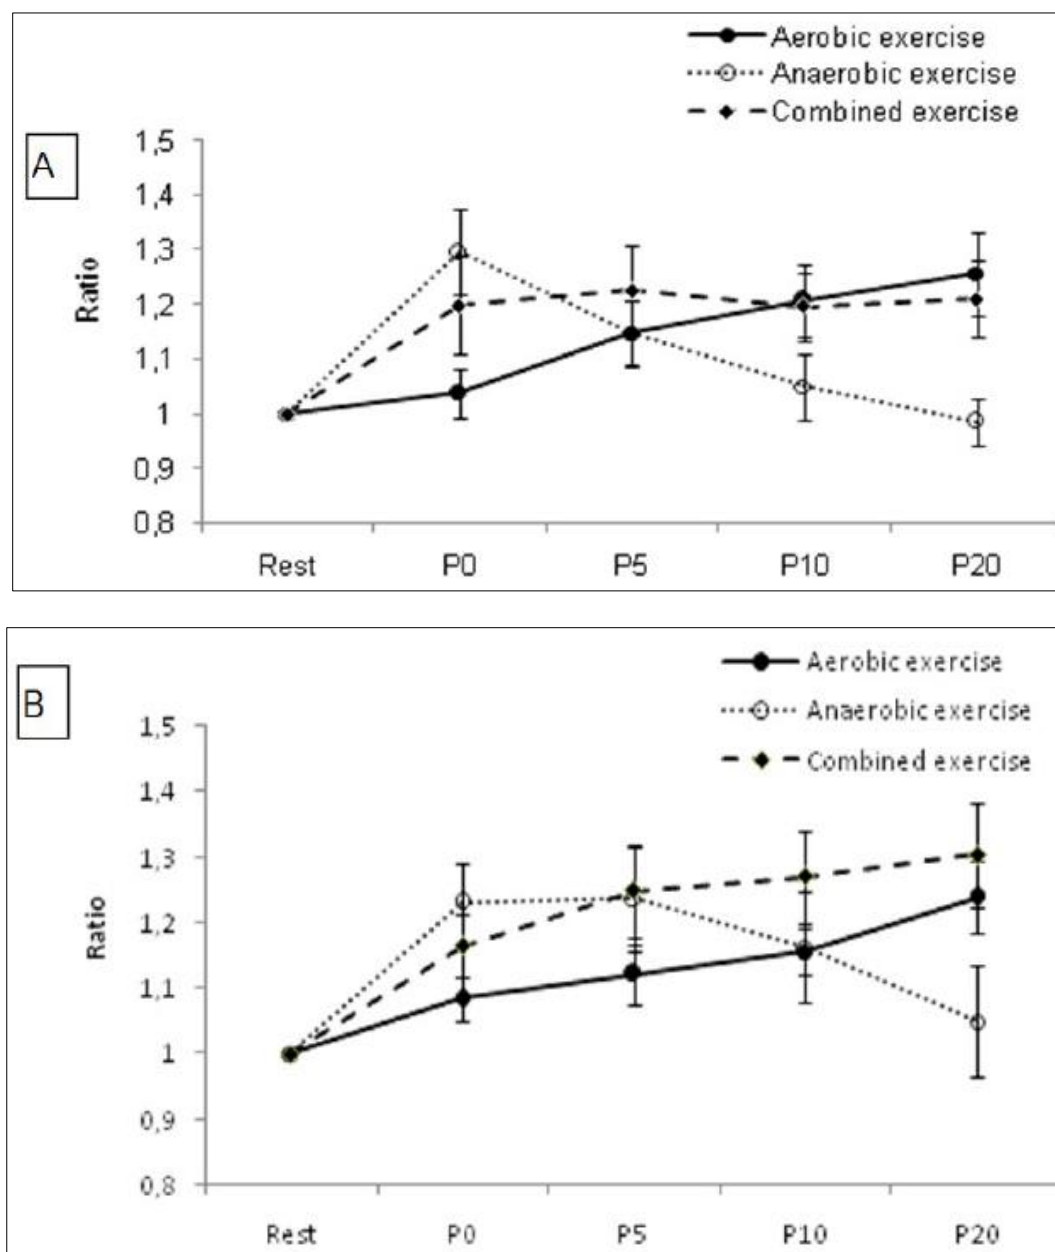 Aerobic exercise
Anaerobic exercise
Combined exercise
A
1,5
1,4
1,3
1,2
1,1
1
0,9
0,8
Ratio
Rest P0 P5 P10 P20
B
Aerobic exercise
Anaerobic exercise
Combined exercise
1,5
1,4
1,3
1,2
1,1
1
0,9
0,8
Ratio
Rest P0 P5 P10 P20